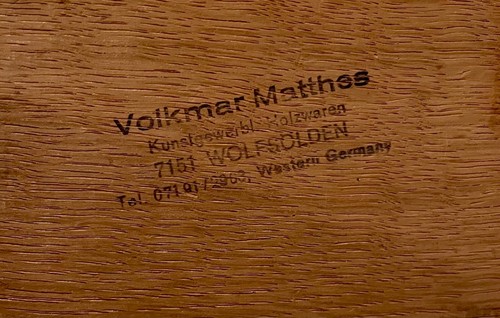 Volkmar Matthes
Kunstgewerbl. Holzwaren
7151 WOLFSÖLDEN
Tel. 07191/2963, Western Germany